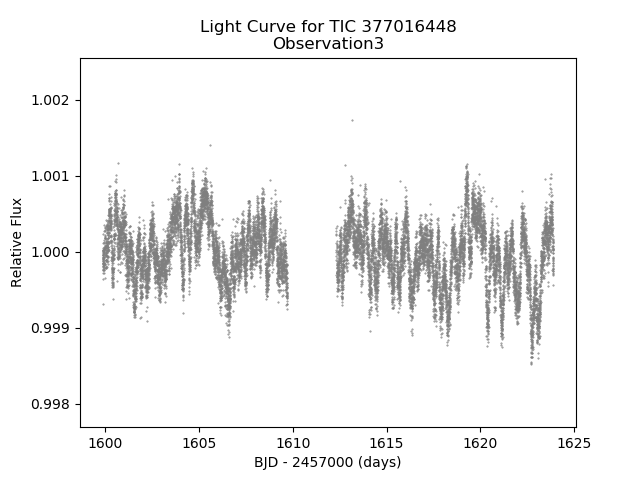 Light Curve for TIC 377016448
Observation3
1.002
1.001
1.000
0.999
0.998
Relative Flux
1600
1605
1610
1615
1620
1625
BJD - 2457000 (days)